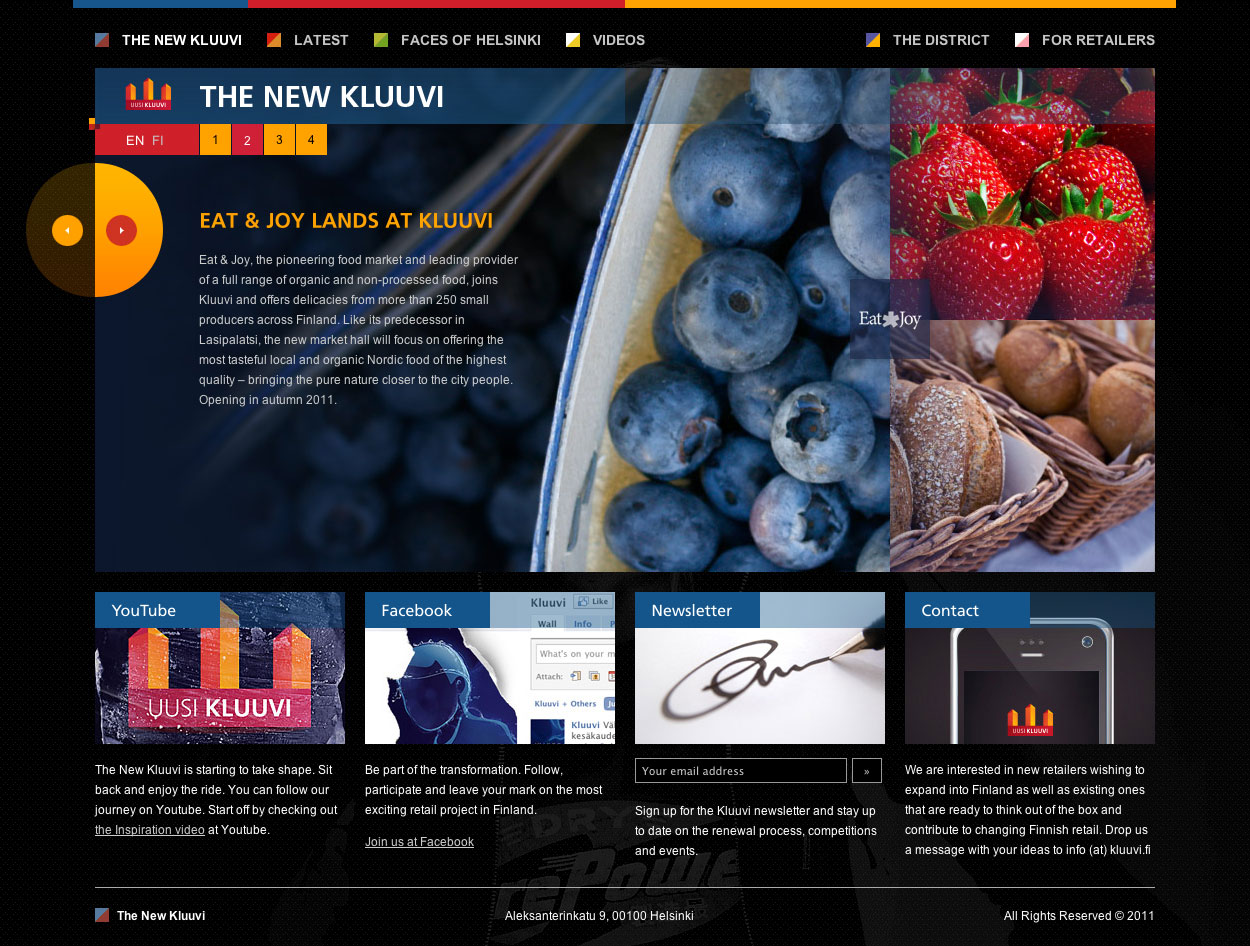 THE NEW KLUUVI
LATEST
FACES OF HELSINKI
VIDEOS
THE DISTRICT
FOR RETAILERS
UUSI KLUUVI
THE NEW KLUUVI
EN FI
1
2
3
4
EAT & JOY LANDS AT KLUUVI
Eat & Joy, the pioneering food market and leading provider
of a full range of organic and non-processed food, joins
Kluuvi and offers delicacies from more than 250 small
producers across Finland. Like its predecessor in
Lasipalatsi, the new market hall will focus on offering the
most tasteful local and organic Nordic food of the highest
quality – bringing the pure nature closer to the city people.
Opening in autumn 2011.
Eat Joy
YouTube
UUSI KLUUVI
The New Kluuvi is starting to take shape. Sit
back and enjoy the ride. You can follow our
journey on Youtube. Start off by checking out
the Inspiration video at Youtube.
Facebook
Kluuvi
Like
Wall
Info
P
What's on your m
Attach:
Kluuvi + Others
Ju
Kluuvi Vä
kesäkaude
Be part of the transformation. Follow,
participate and leave your mark on the most
exciting retail project in Finland.
Join us at Facebook
Newsletter
Your email address
»
Sign up for the Kluuvi newsletter and stay up
to date on the renewal process, competitions
and events.
Contact
UUSI KLUUVI
We are interested in new retailers wishing to
expand into Finland as well as existing ones
that are ready to think out of the box and
contribute to changing Finnish retail. Drop us
a message with your ideas to info (at) kluuvi.fi
The New Kluuvi
Aleksanterinkatu 9, 00100 Helsinki
All Rights Reserved © 2011